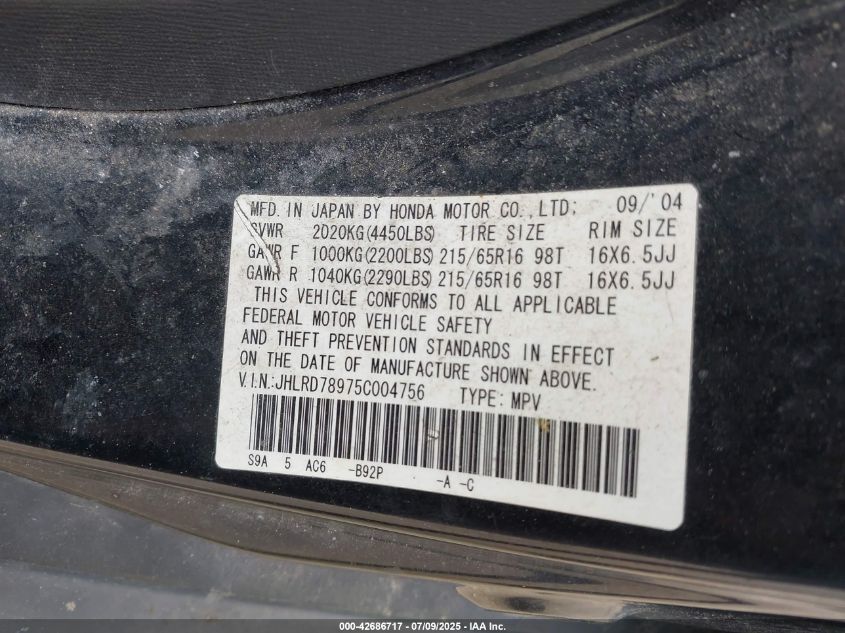 MFD. IN JAPAN BY HONDA MOTOR CO.,LTD; 09/'04
GVWR 2020KG(4450LBS) TIRE SIZE RIM SIZE
GAWR F 1000KG(2200LBS) 215/65R16 98T 16X6.5JJ
GAWR R 1040KG(2290LBS) 215/65R16 98T 16X6.5JJ
THIS VEHICLE CONFORMS TO ALL APPLICABLE
FEDERAL MOTOR VEHICLE SAFETY
AND THEFT PREVENTION STANDARDS IN EFFECT
ON THE DATE OF MANUFACTURE SHOWN ABOVE.
V.I.N.:JHLRD78975C004756 TYPE: MPV
S9A 5 AC6 -B92P -A -C
000-42686717 - 07/09/2025 - IAA Inc.